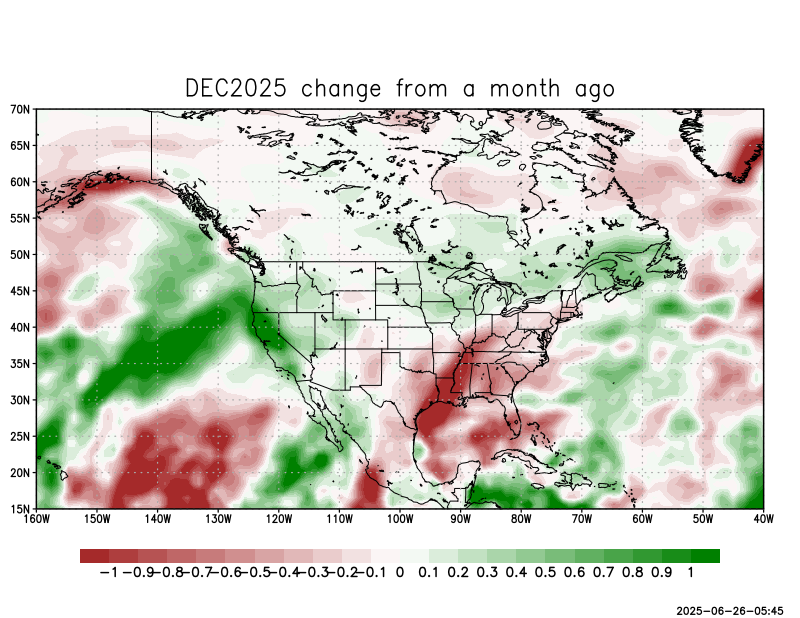 DEC2025 change from a month ago
70N
65N
60N
55N
50N
45N
40N
35N
30N
25N
20N
15N
160W 150W 140W 130W 120W 110W 100W 90W 80W 70W 60W 50W 40W
-1 -0.9 -0.8 -0.7 -0.6 -0.5 -0.4 -0.3 -0.2 -0.1 0 0.1 0.2 0.3 0.4 0.5 0.6 0.7 0.8 0.9 1
2025-06-26-05:45